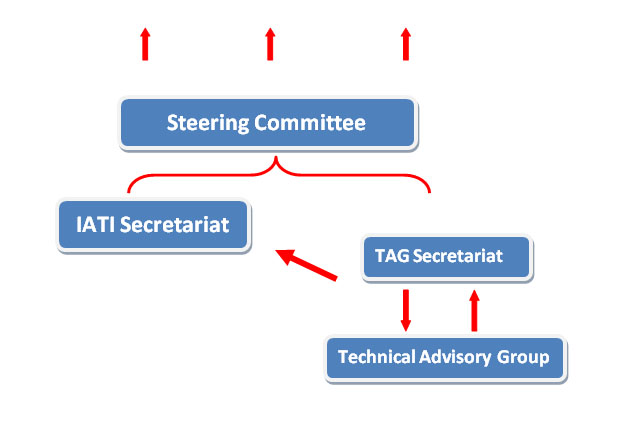 Steering Committee
IATI Secretariat
TAG Secretariat
Technical Advisory Group